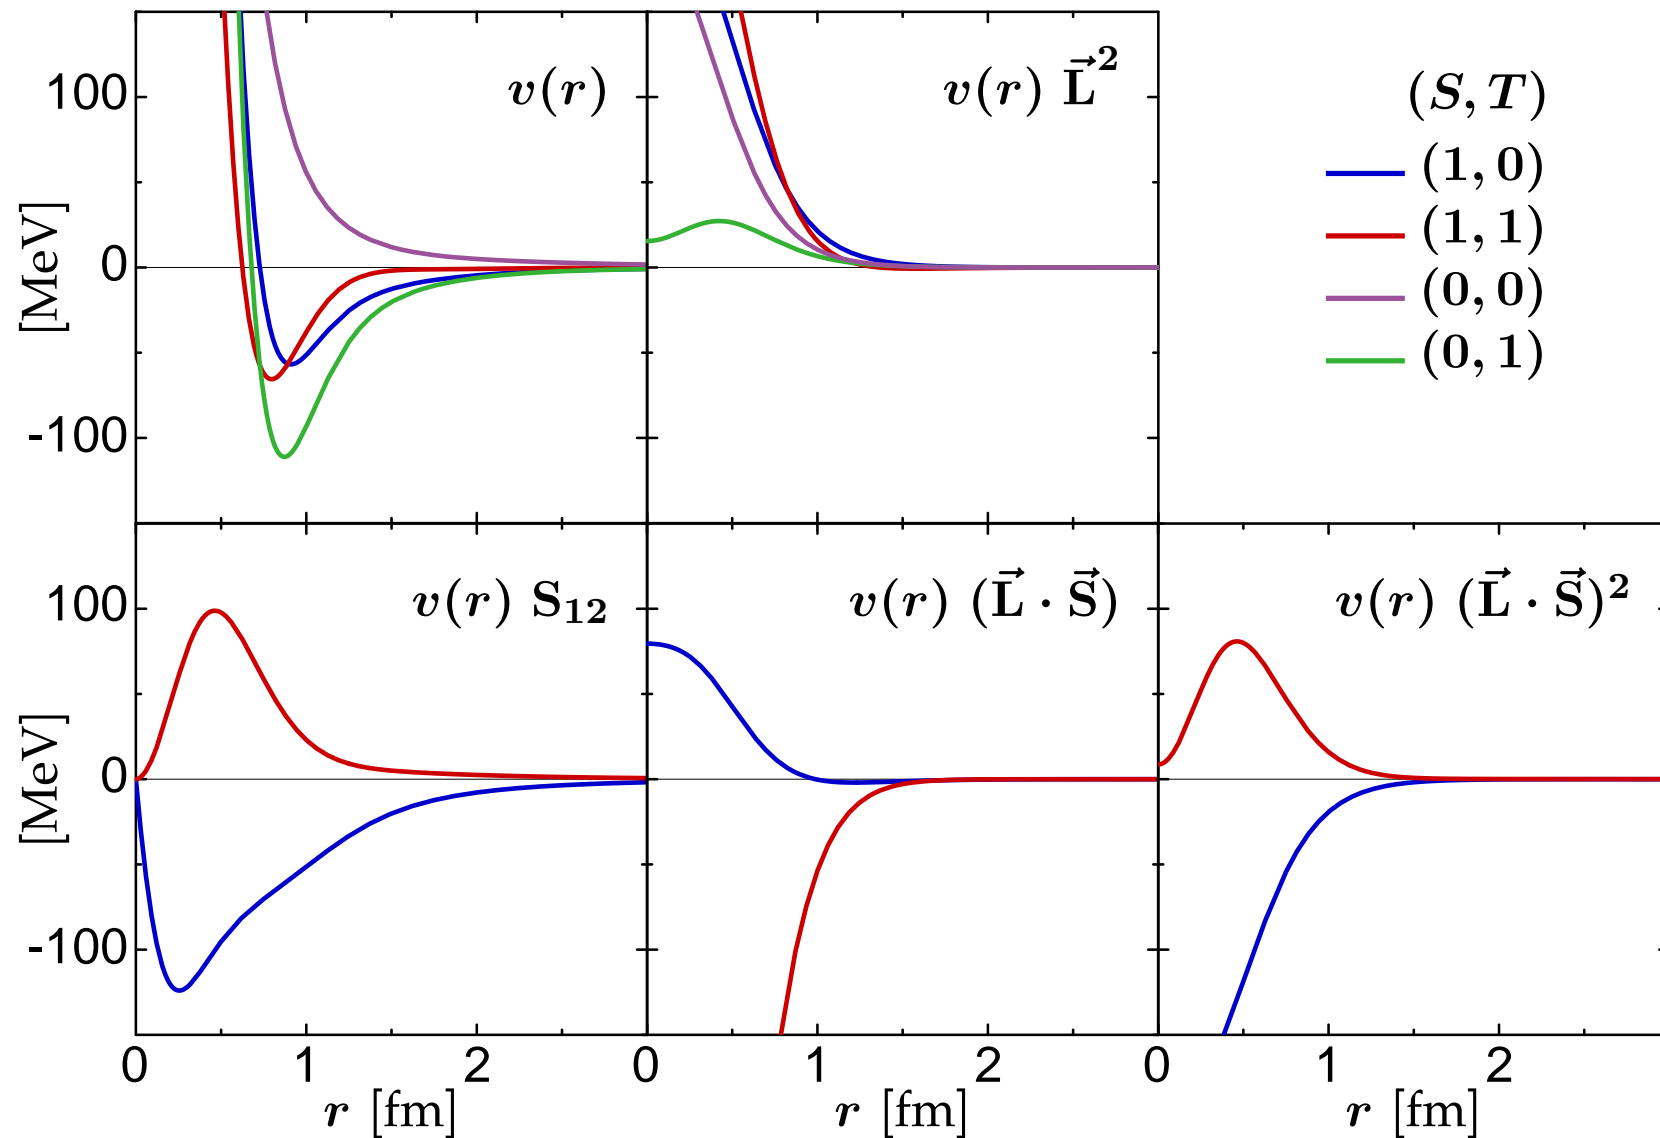 100
0
-100
[MeV]
v(r)
v(r) L⃗²
(S, T)
(1, 0)
(1, 1)
(0, 0)
(0, 1)
100
0
-100
[MeV]
v(r) S₁₂
v(r) (L⃗ · S⃗)
v(r) (L⃗ · S⃗)²
0 1 2 0 1 2 0 1 2
r [fm] r [fm] r [fm]